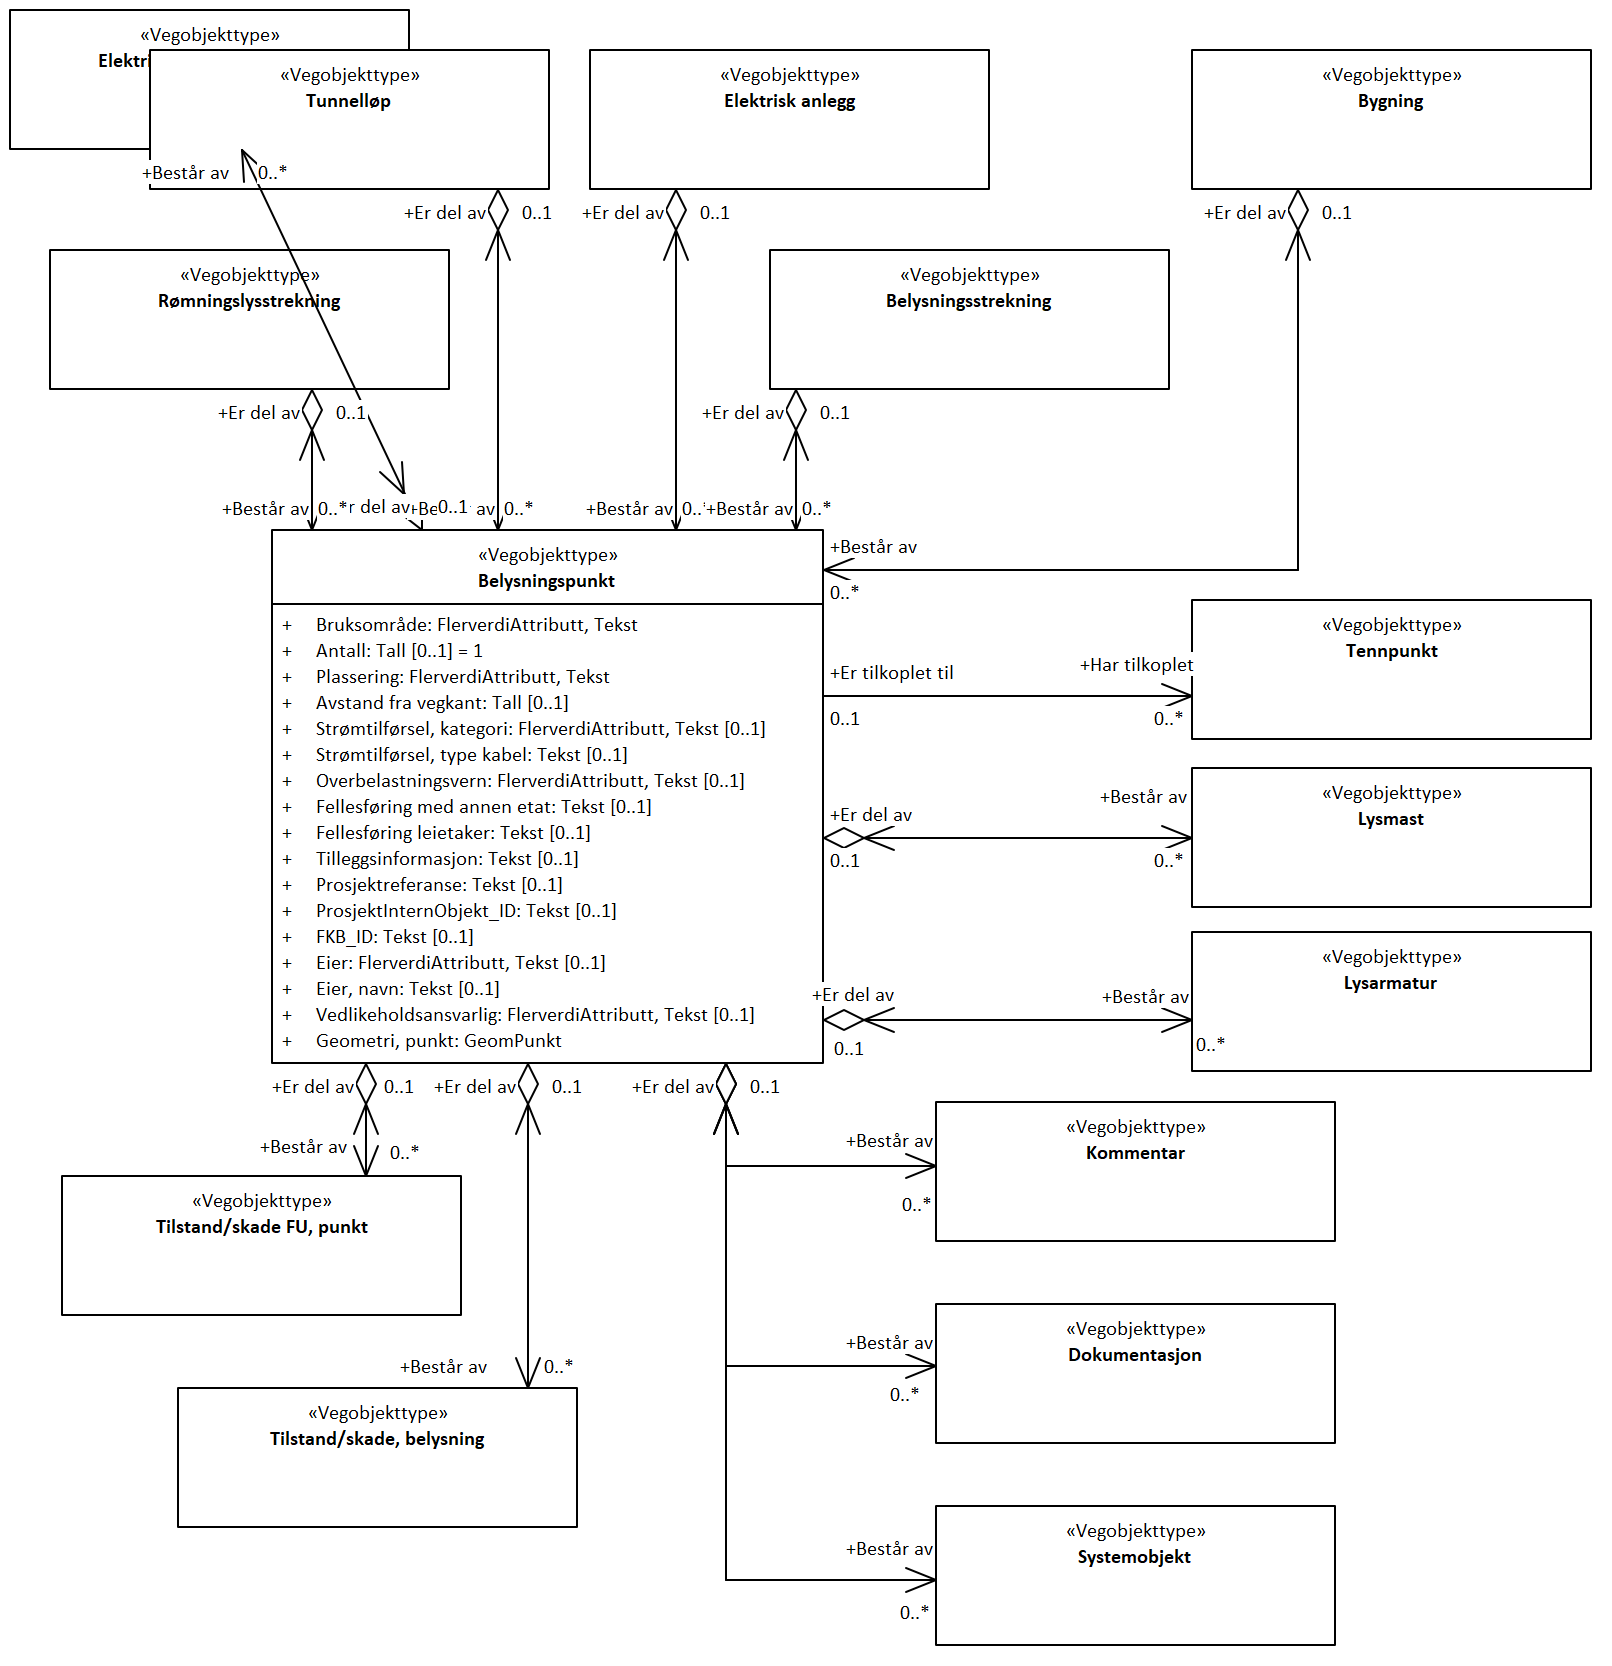 «Vegobjekttype»
Elektri
«Vegobjekttype»
Tunnelløp
«Vegobjekttype»
Elektrisk anlegg
«Vegobjekttype»
Bygning
+Består av
0..*
+Er del av
0..1
+Er del av
0..1
+Er del av
0..1
«Vegobjekttype»
Rømningslysstrekning
«Vegobjekttype»
Belysningsstrekning
+Er del av
0..1
+Er del av
0..1
+Består av
0..*
r del av
+Be
0..1
av
0..*
+Består av
0..
+Består av
0..*
+Består av
0..*
«Vegobjekttype»
Belysningspunkt
+ Bruksområde: FlerverdiAttributt, Tekst
+ Antall: Tall [0..1] = 1
+ Plassering: FlerverdiAttributt, Tekst
+ Avstand fra vegkant: Tall [0..1]
+ Strømtilførsel, kategori: FlerverdiAttributt, Tekst [0..1]
+ Strømtilførsel, type kabel: Tekst [0..1]
+ Overbelastningsvern: FlerverdiAttributt, Tekst [0..1]
+ Fellesføring med annen etat: Tekst [0..1]
+ Fellesføring leietaker: Tekst [0..1]
+ Tilleggsinformasjon: Tekst [0..1]
+ Prosjektreferanse: Tekst [0..1]
+ ProsjektInternObjekt_ID: Tekst [0..1]
+ FKB_ID: Tekst [0..1]
+ Eier: FlerverdiAttributt, Tekst [0..1]
+ Eier, navn: Tekst [0..1]
+ Vedlikeholdsansvarlig: FlerverdiAttributt, Tekst [0..1]
+ Geometri, punkt: GeomPunkt
«Vegobjekttype»
Tennpunkt
+Er tilkoplet til
0..1
+Har tilkoplet
0..*
«Vegobjekttype»
Lysmast
+Er del av
0..1
+Består av
0..*
«Vegobjekttype»
Lysarmatur
+Er del av
0..1
+Består av
0..*
+Er del av
0..1
+Er del av
0..1
+Er del av
0..1
+Består av
0..*
«Vegobjekttype»
Kommentar
+Består av
0..*
«Vegobjekttype»
Tilstand/skade FU, punkt
+Består av
0..*
«Vegobjekttype»
Dokumentasjon
+Består av
0..*
«Vegobjekttype»
Tilstand/skade, belysning
+Består av
0..*
«Vegobjekttype»
Systemobjekt